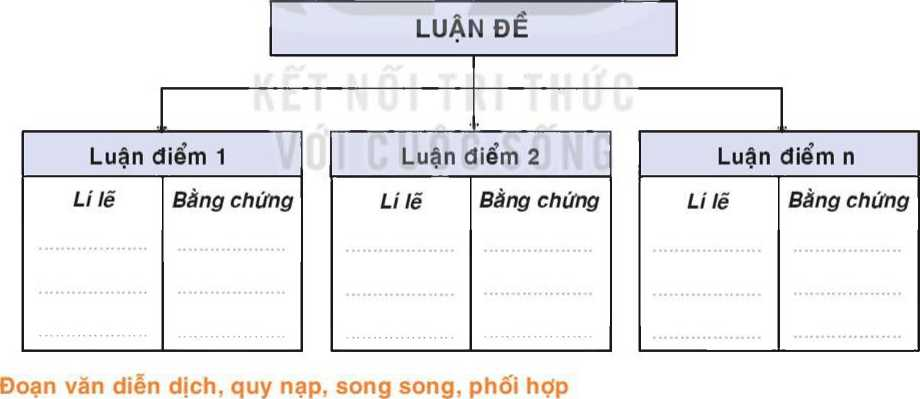 LUẬN ĐỀ
KẾT NỐI TRI THỨC
VỚI CUỘC SỐNG
Luận điểm 1 Luận điểm 2 Luận điểm n
Lí lẽ Bằng chứng Lí lẽ Bằng chứng Lí lẽ Bằng chứng
Đoạn văn diễn dịch, quy nạp, song song, phối hợp